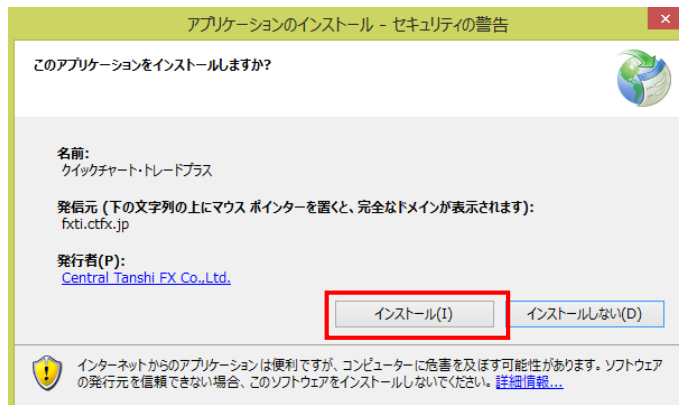 アプリケーションのインストール - セキュリティの警告
このアプリケーションをインストールしますか?
名前:
クイックチャート・トレードプラス
発信元 (下の文字列の上にマウス ポインターを置くと、完全なドメインが表示されます):
fxti.ctfx.jp
発行者(P):
Central Tanshi FX Co.,Ltd.
インストール(I)
インストールしない(D)
インターネットからのアプリケーションは便利ですが、コンピューターに危害を及ぼす可能性があります。ソフトウェア
の発行元を信頼できない場合、このソフトウェアをインストールしないでください。詳細情報...